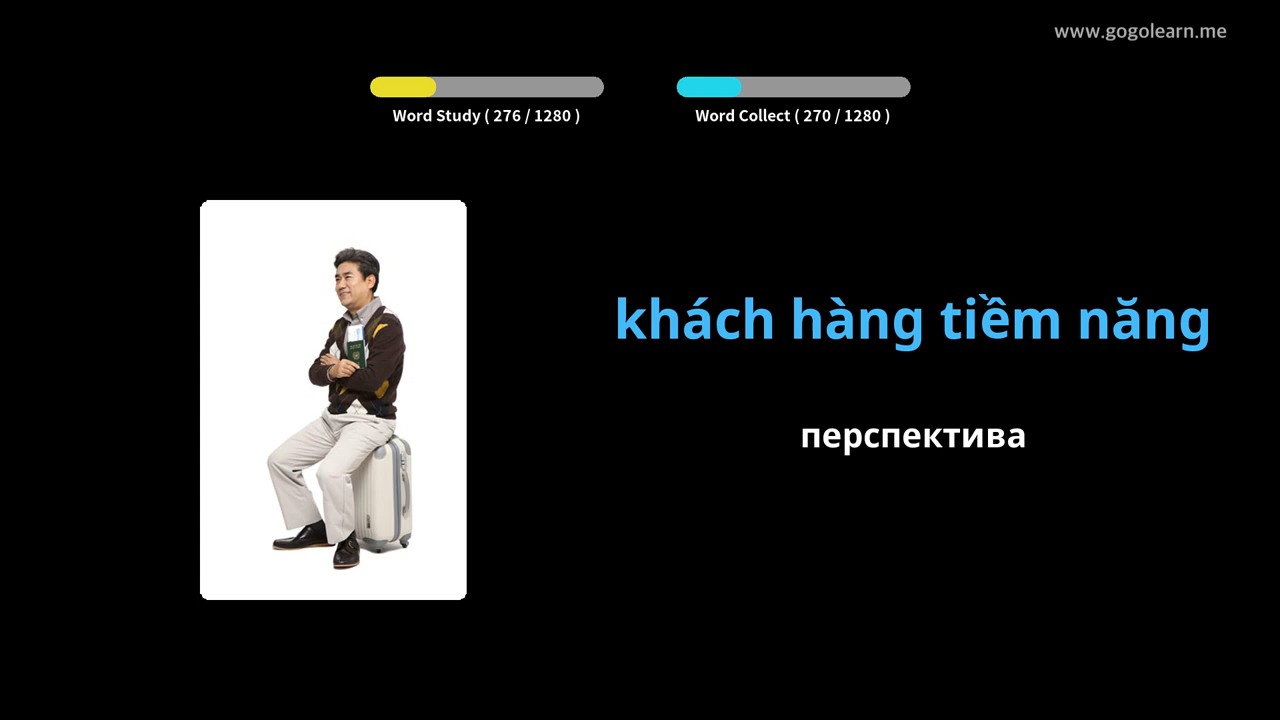 www.gogolearn.me
Word Study ( 276 / 1280 )
Word Collect ( 270 / 1280 )
khách hàng tiềm năng
перспектива